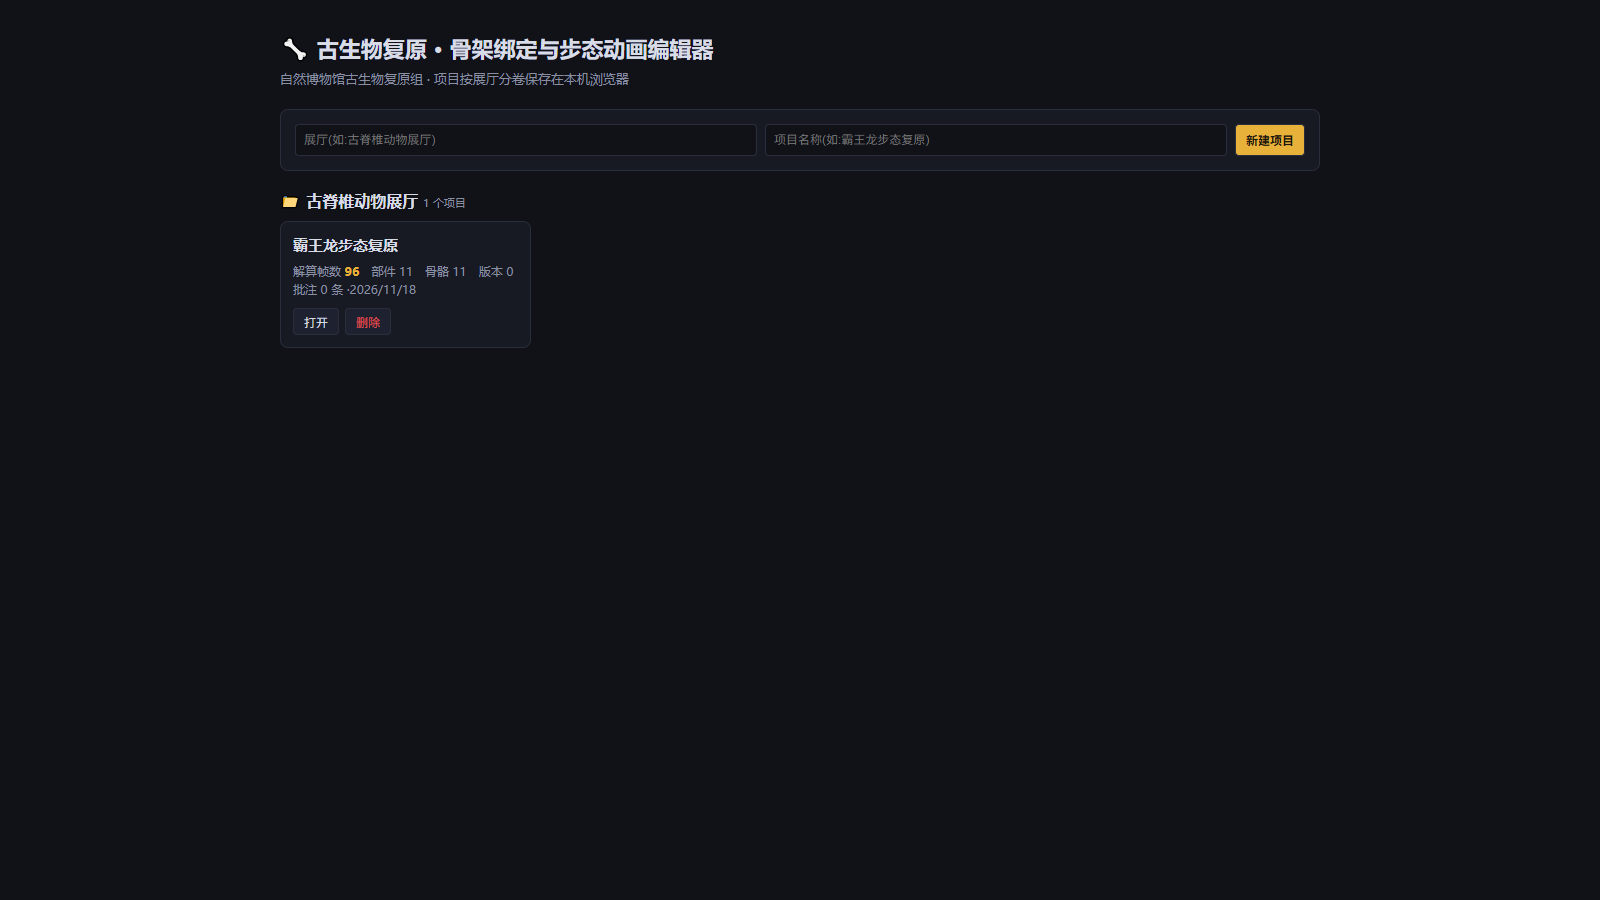 古生物复原·骨架绑定与步态动画编辑器
自然博物馆古生物复原组 · 项目按展厅分卷保存在本机浏览器
展厅(如:古脊椎动物展厅) 项目名称(如:霸王龙步态复原) 新建项目
古脊椎动物展厅 1 个项目
霸王龙步态复原
解算帧数 96 部件 11 骨骼 11 版本 0
批注 0 条 ·2026/11/18
打开 删除